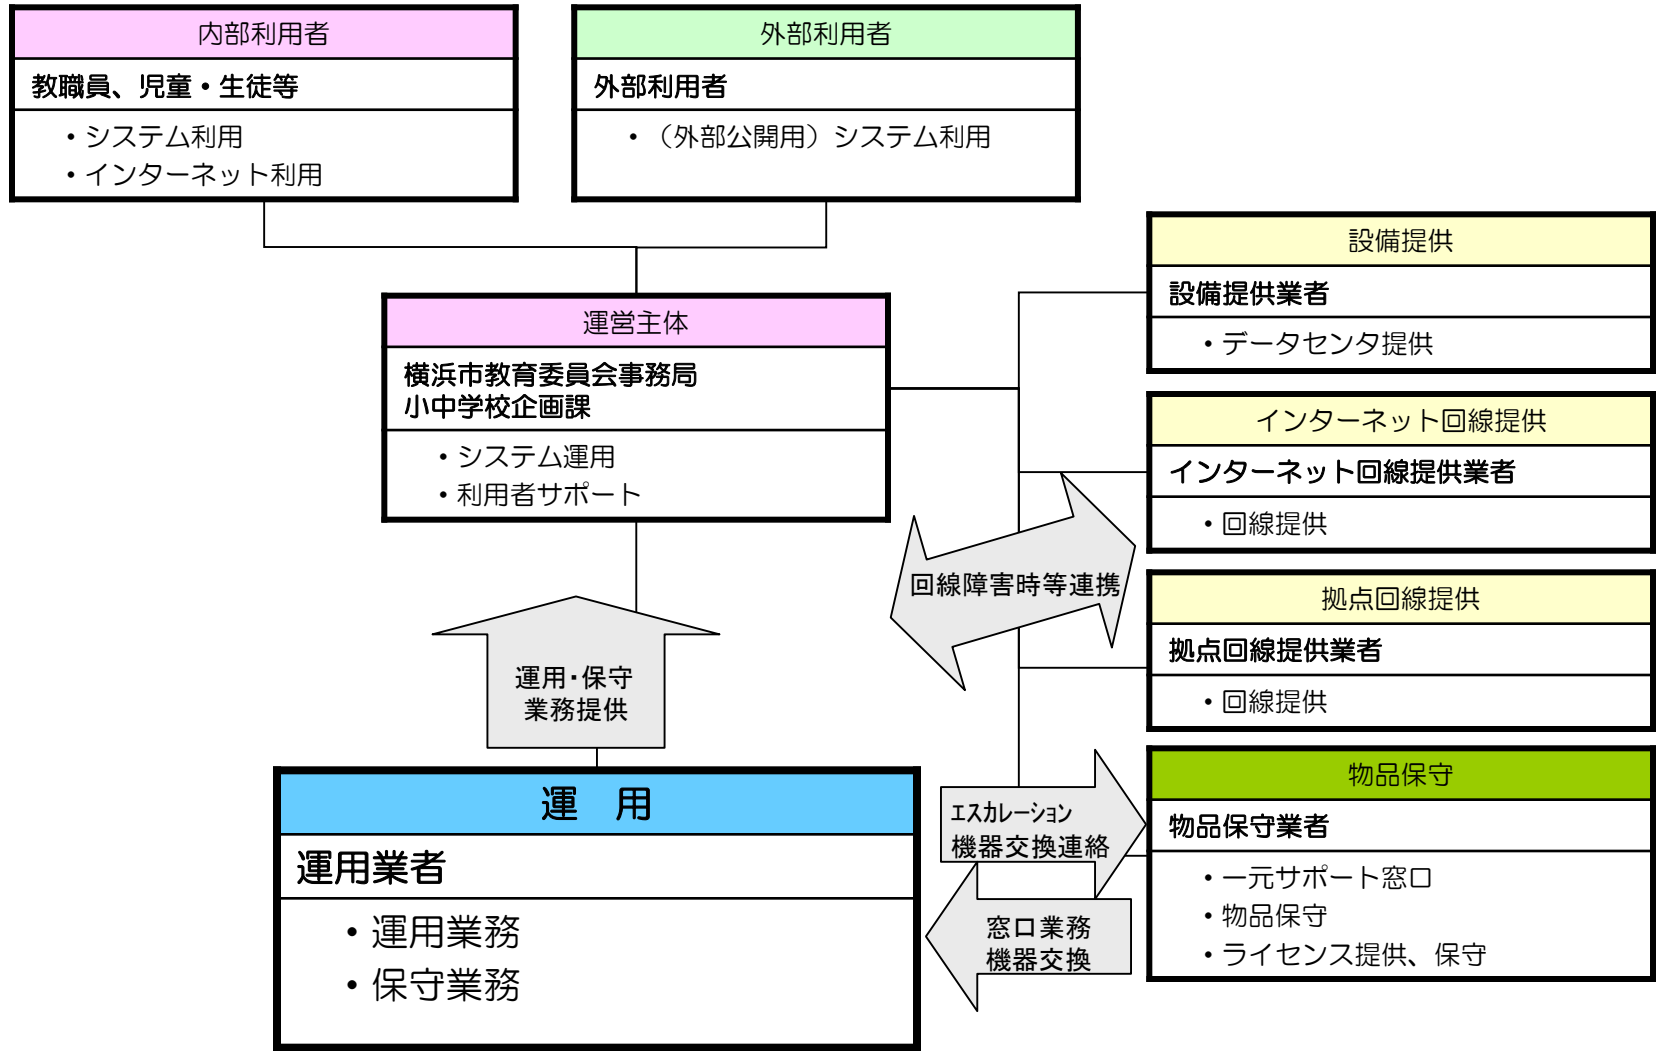 内部利用者
教職員、児童・生徒等
・システム利用
・インターネット利用
外部利用者
外部利用者
・（外部公開用）システム利用
運営主体
横浜市教育委員会事務局
小中学校企画課
・システム運用
・利用者サポート
設備提供
設備提供業者
・データセンタ提供
インターネット回線提供
インターネット回線提供業者
・回線提供
回線障害時等連携
拠点回線提供
拠点回線提供業者
・回線提供
運用･保守
業務提供
運　用
運用業者
・運用業務
・保守業務
ｴｽｶﾚｰｼｮﾝ
機器交換連絡
窓口業務
機器交換
物品保守
物品保守業者
・一元サポート窓口
・物品保守
・ライセンス提供、保守